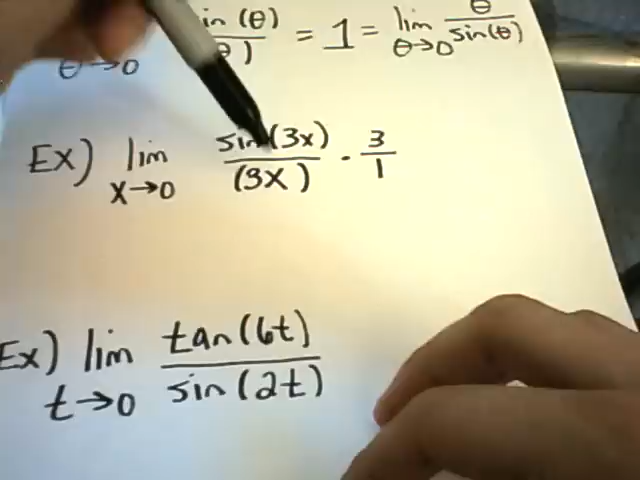 in(θ)/θ) = 1 = lim θ→0 θ/sin(θ)
θ→0
Ex) lim x→0 sin(3x)/(3x) · 3/1
Ex) lim t→0 tan(6t)/sin(2t)